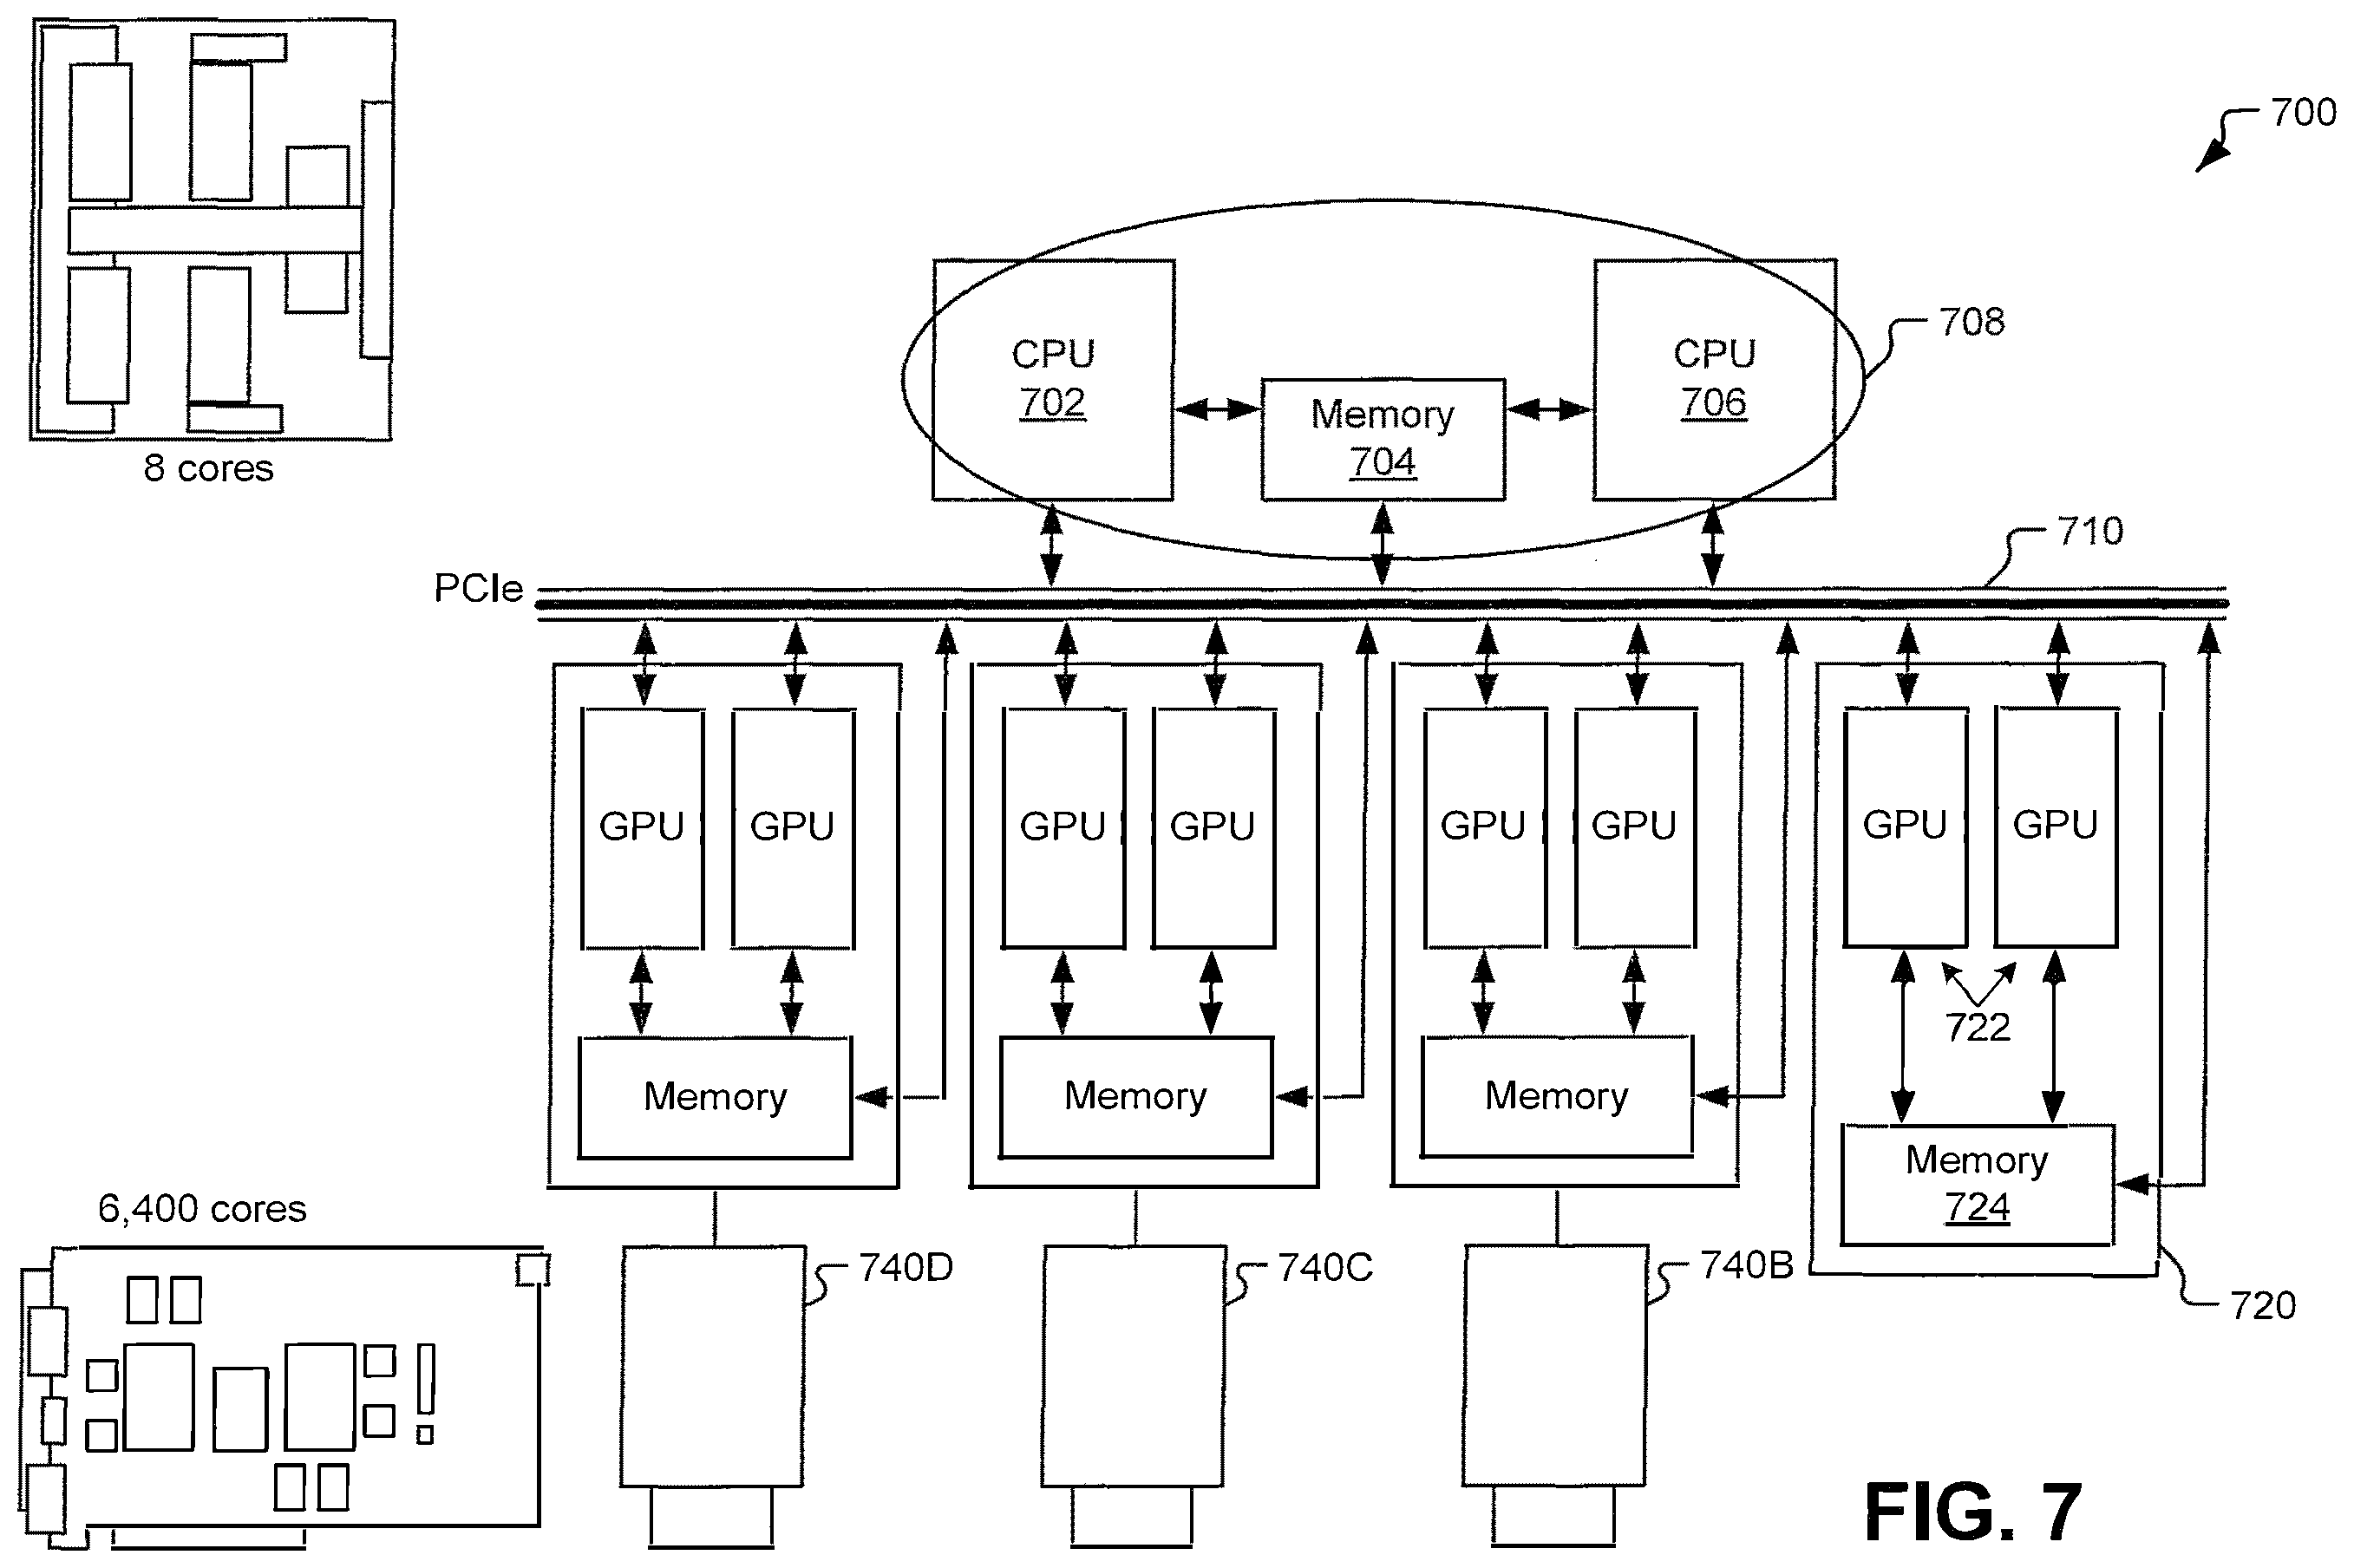 700
8 cores
CPU
702
Memory
704
CPU
706
708
710
PCIe
GPU
GPU
GPU
GPU
GPU
GPU
GPU
GPU
722
Memory
Memory
Memory
Memory
724
720
6,400 cores
740D
740C
740B
FIG. 7